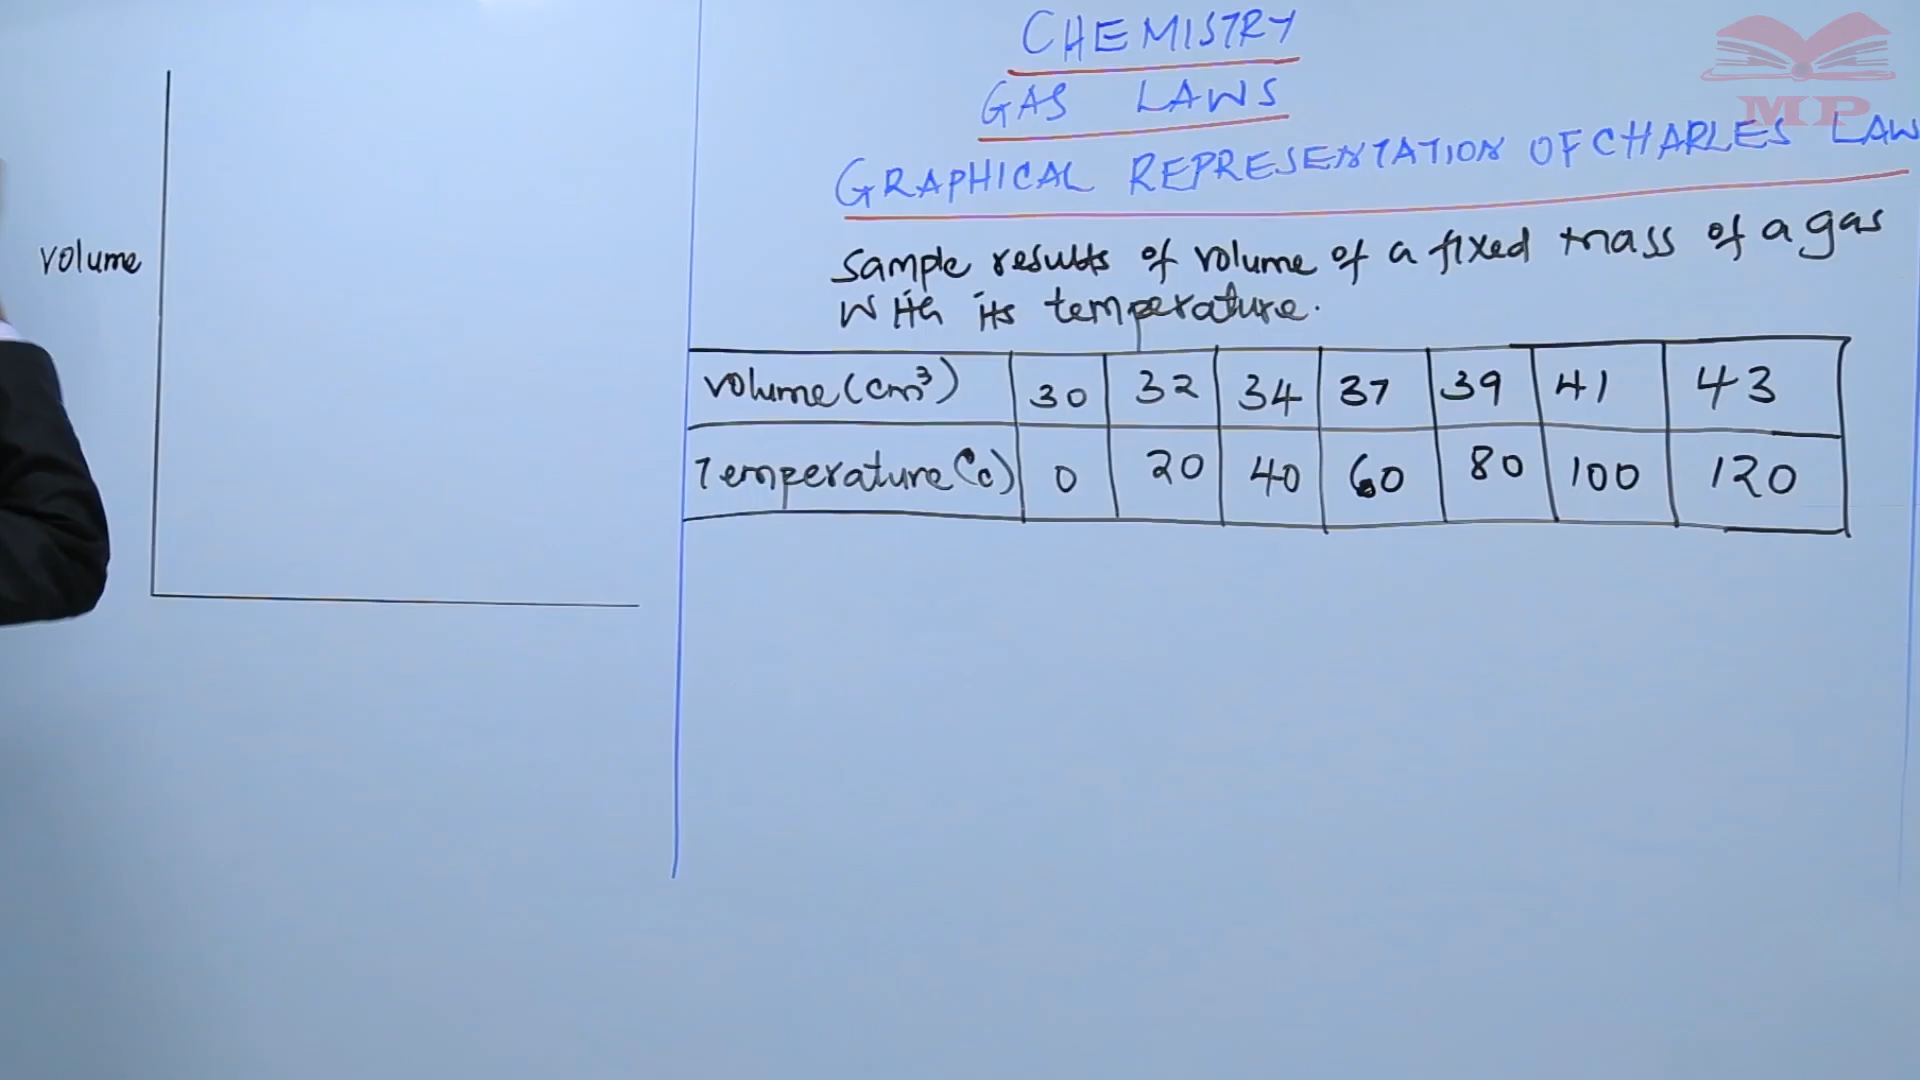 CHEMISTRY
GAS LAWS
GRAPHICAL REPRESENTATION OF CHARLES LAW
MP
volume
Sample results of volume of a fixed mass of a gas
with its temperature.
volume (cm³) 30 32 34 37 39 41 43
Temperature (°c) 0 20 40 60 80 100 120